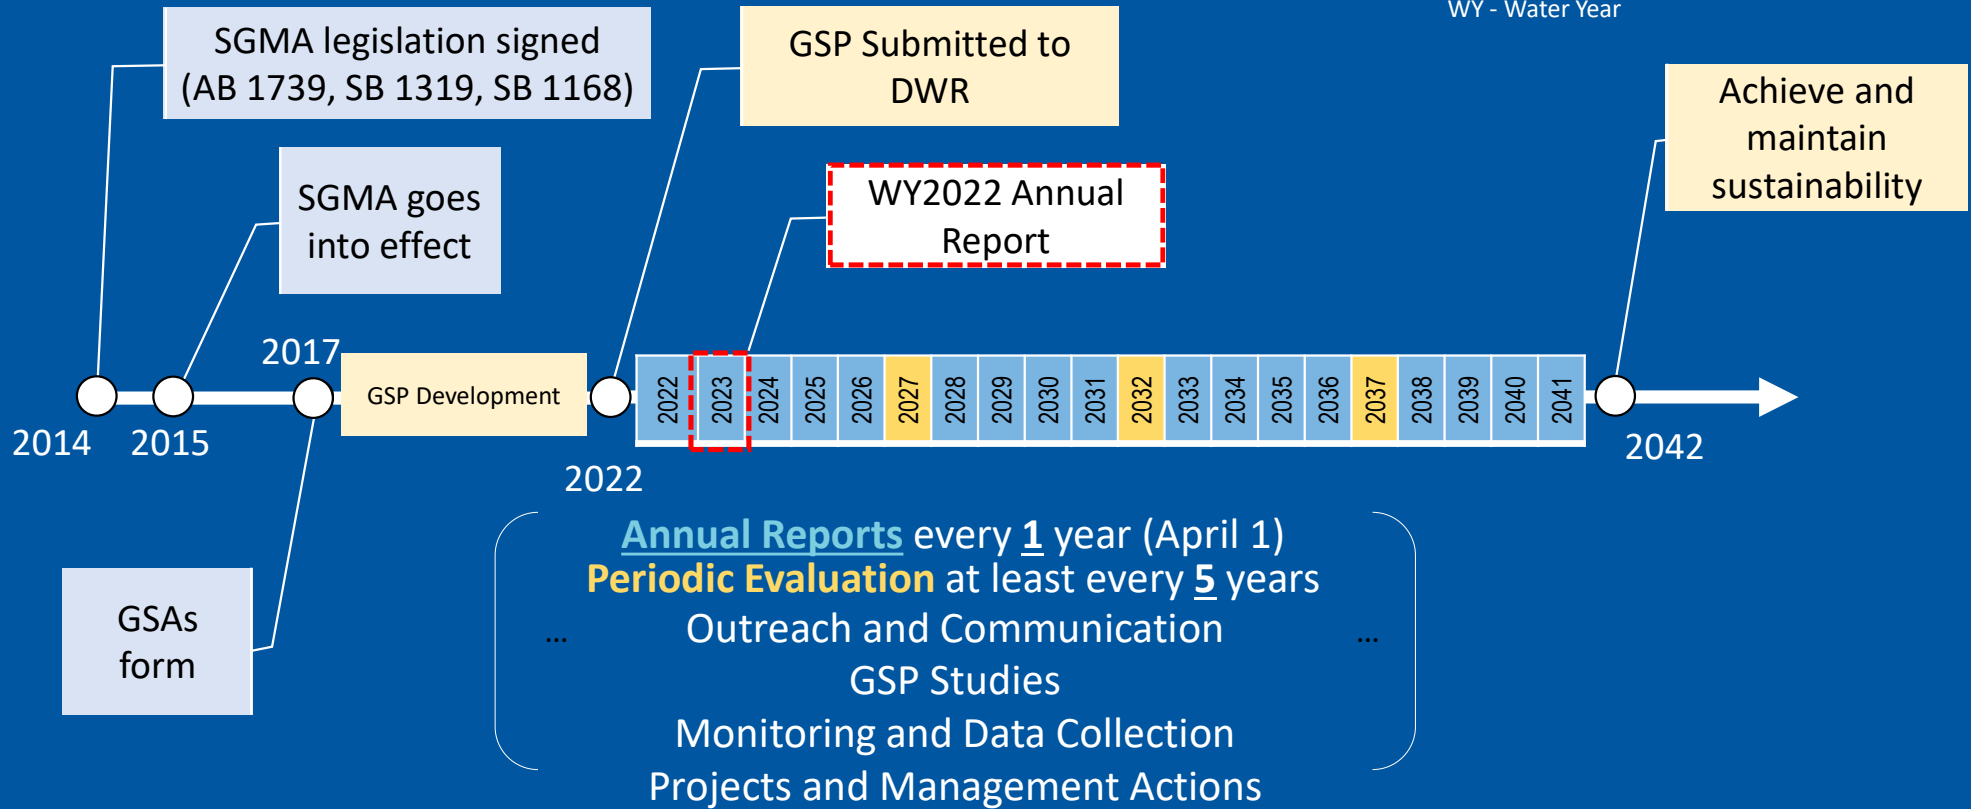 WY - Water Year
SGMA legislation signed
(AB 1739, SB 1319, SB 1168)
GSP Submitted to
DWR
Achieve and
maintain
sustainability
SGMA goes
into effect
WY2022 Annual
Report
2017
GSP Development
2022
2023
2024
2025
2026
2027
2028
2029
2030
2031
2032
2033
2034
2035
2036
2037
2038
2039
2040
2041
2014
2015
2042
2022
Annual Reports every 1 year (April 1)
Periodic Evaluation at least every 5 years
... Outreach and Communication ...
GSP Studies
Monitoring and Data Collection
Projects and Management Actions
GSAs
form